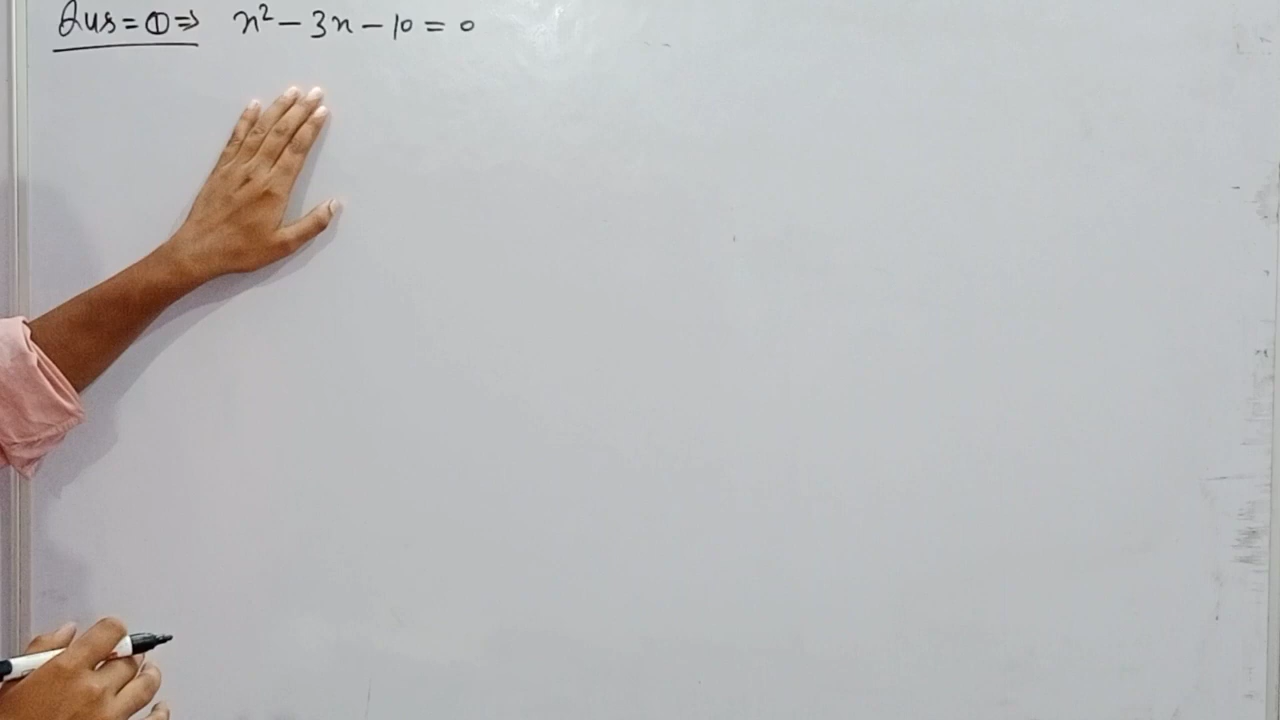 Qus = ① ⇒ x² - 3x - 10 = 0